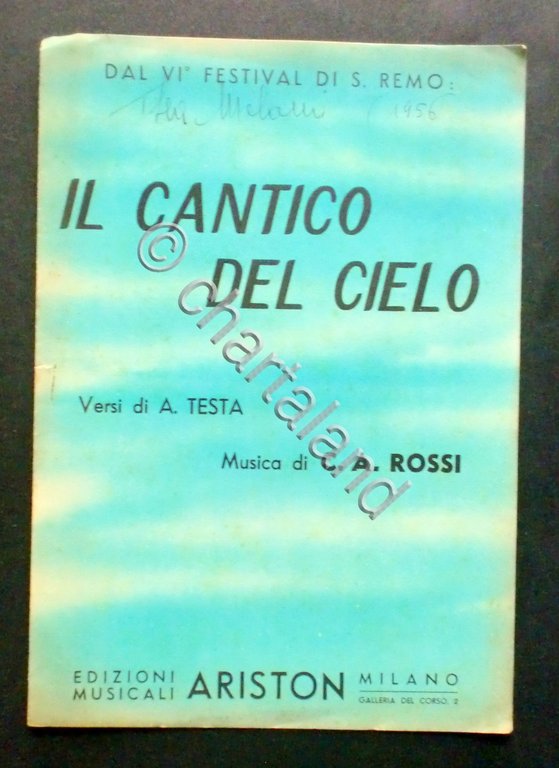 DAL VI° FESTIVAL DI S. REMO:
Milani (1956
IL CANTICO
DEL CIELO
© chartaland
Versi di A. TESTA
Musica di C. A. ROSSI
EDIZIONI MUSICALI ARISTON MILANO
GALLERIA DEL CORSO, 2